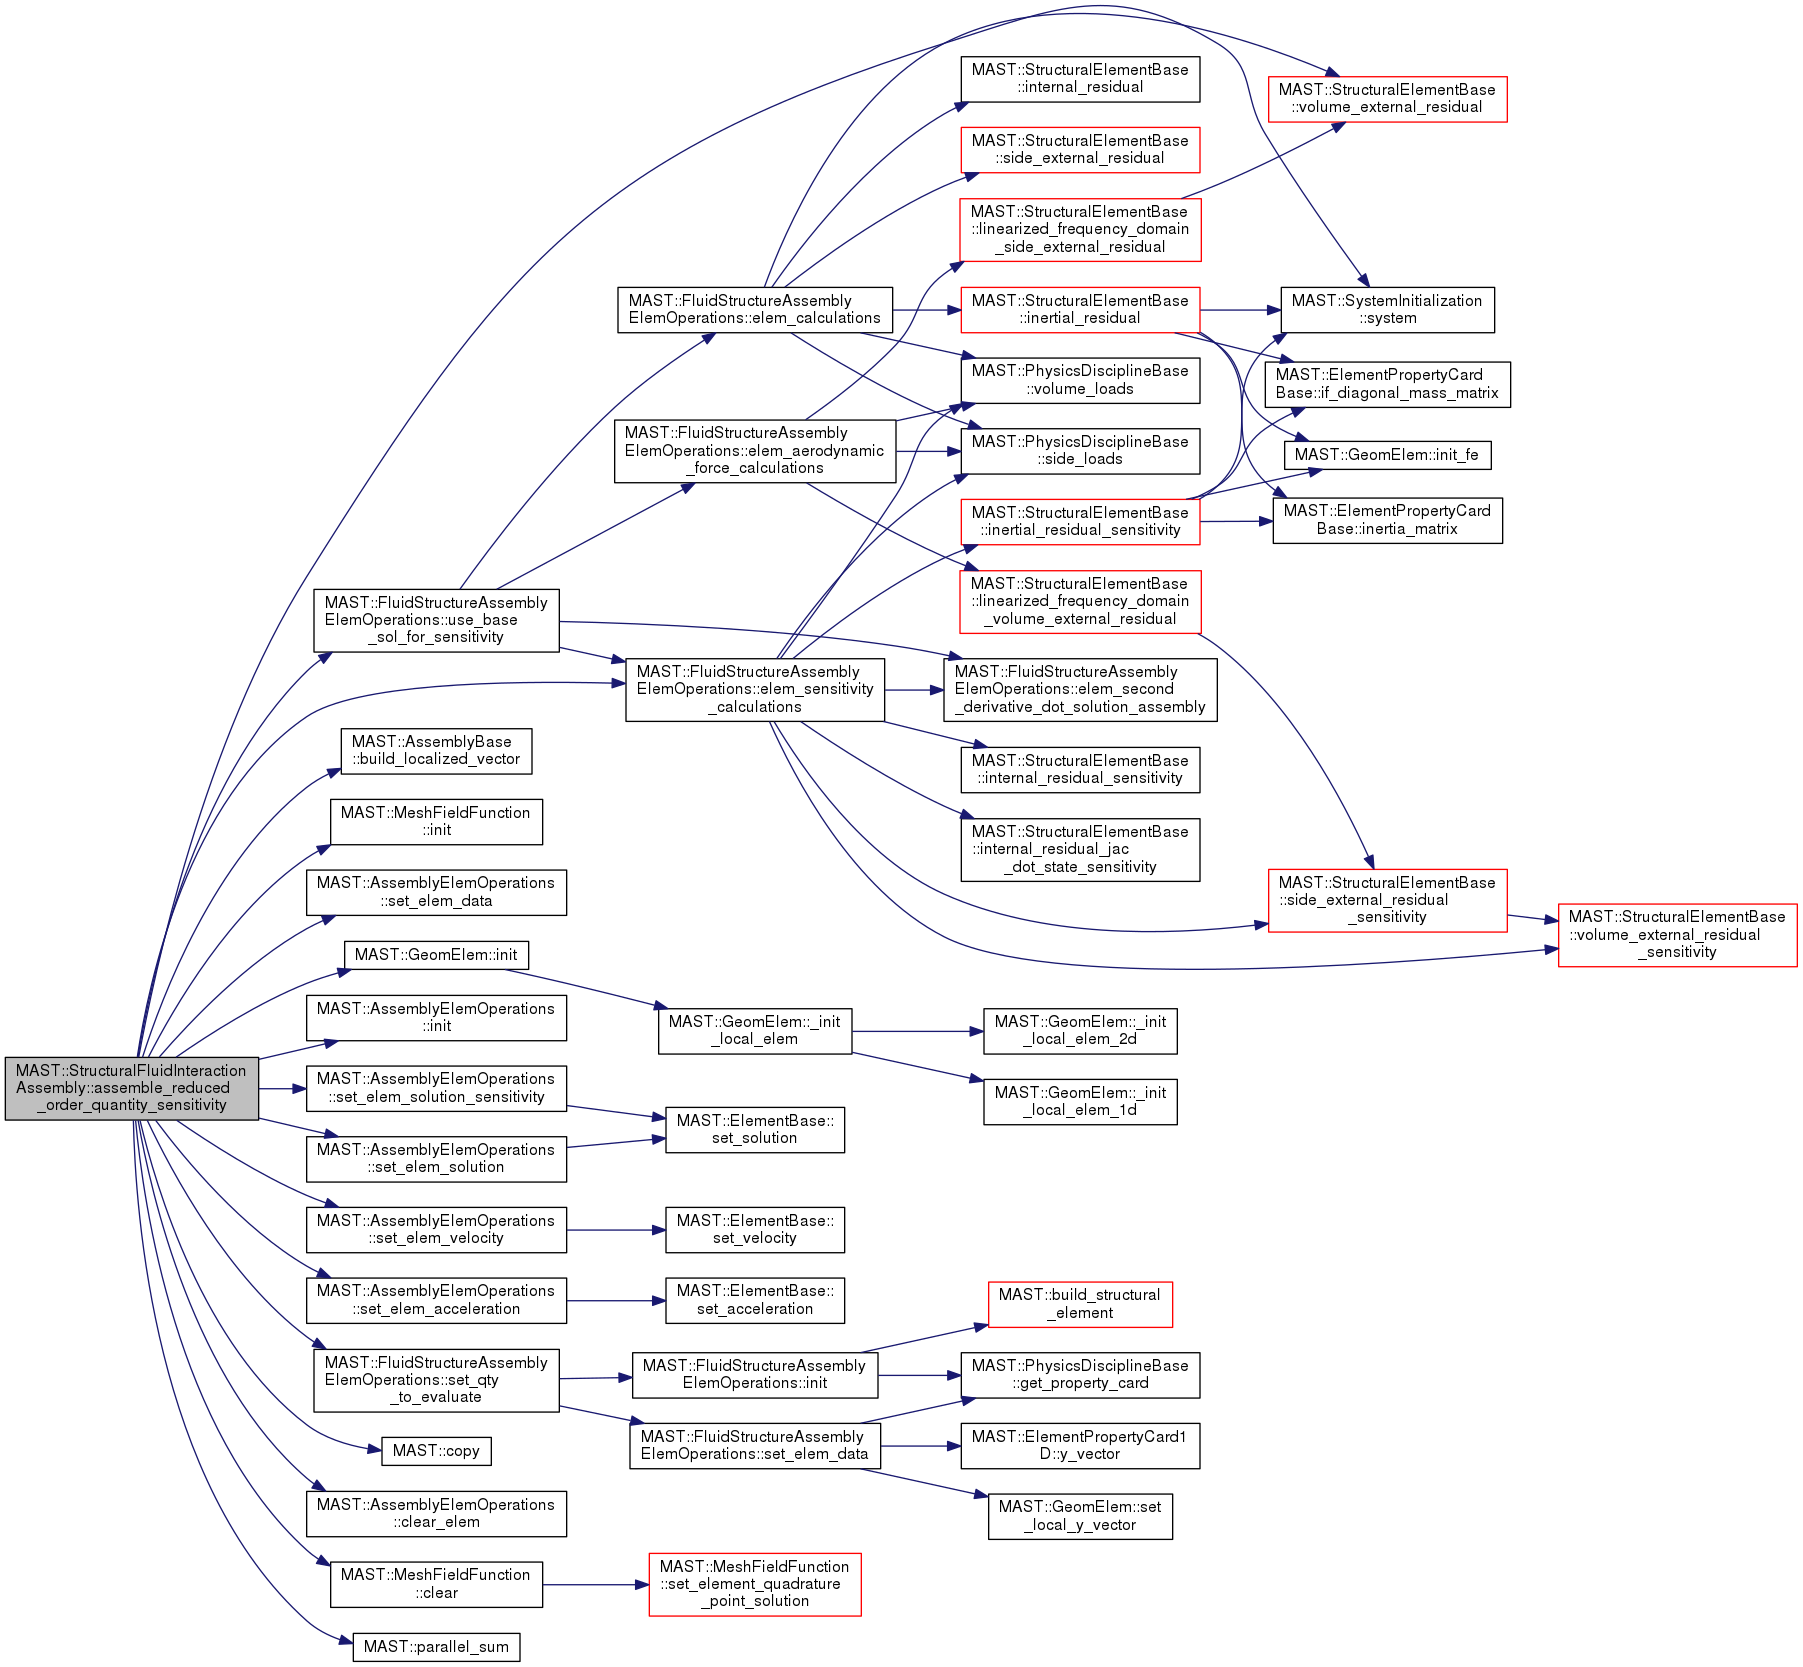 MAST::StructuralFluidInteraction
Assembly::assemble_reduced
_order_quantity_sensitivity
MAST::FluidStructureAssembly
ElemOperations::use_base
_sol_for_sensitivity
MAST::AssemblyBase
::build_localized_vector
MAST::MeshFieldFunction
::init
MAST::AssemblyElemOperations
::set_elem_data
MAST::GeomElem::init
MAST::AssemblyElemOperations
::init
MAST::AssemblyElemOperations
::set_elem_solution_sensitivity
MAST::AssemblyElemOperations
::set_elem_solution
MAST::AssemblyElemOperations
::set_elem_velocity
MAST::AssemblyElemOperations
::set_elem_acceleration
MAST::FluidStructureAssembly
ElemOperations::set_qty
_to_evaluate
MAST::copy
MAST::AssemblyElemOperations
::clear_elem
MAST::MeshFieldFunction
::clear
MAST::parallel_sum
MAST::FluidStructureAssembly
ElemOperations::elem_calculations
MAST::FluidStructureAssembly
ElemOperations::elem_aerodynamic
_force_calculations
MAST::FluidStructureAssembly
ElemOperations::elem_sensitivity
_calculations
MAST::GeomElem::_init
_local_elem
MAST::ElementBase::
set_solution
MAST::ElementBase::
set_velocity
MAST::ElementBase::
set_acceleration
MAST::FluidStructureAssembly
ElemOperations::init
MAST::FluidStructureAssembly
ElemOperations::set_elem_data
MAST::MeshFieldFunction
::set_element_quadrature
_point_solution
MAST::StructuralElementBase
::internal_residual
MAST::StructuralElementBase
::side_external_residual
MAST::StructuralElementBase
::linearized_frequency_domain
_side_external_residual
MAST::StructuralElementBase
::inertial_residual
MAST::PhysicsDisciplineBase
::volume_loads
MAST::PhysicsDisciplineBase
::side_loads
MAST::StructuralElementBase
::inertial_residual_sensitivity
MAST::StructuralElementBase
::linearized_frequency_domain
_volume_external_residual
MAST::FluidStructureAssembly
ElemOperations::elem_second
_derivative_dot_solution_assembly
MAST::StructuralElementBase
::internal_residual_sensitivity
MAST::StructuralElementBase
::internal_residual_jac
_dot_state_sensitivity
MAST::GeomElem::_init
_local_elem_2d
MAST::GeomElem::_init
_local_elem_1d
MAST::build_structural
_element
MAST::PhysicsDisciplineBase
::get_property_card
MAST::ElementPropertyCard1
D::y_vector
MAST::GeomElem::set
_local_y_vector
MAST::StructuralElementBase
::volume_external_residual
MAST::SystemInitialization
::system
MAST::ElementPropertyCard
Base::if_diagonal_mass_matrix
MAST::GeomElem::init_fe
MAST::ElementPropertyCard
Base::inertia_matrix
MAST::StructuralElementBase
::side_external_residual
_sensitivity
MAST::StructuralElementBase
::volume_external_residual
_sensitivity